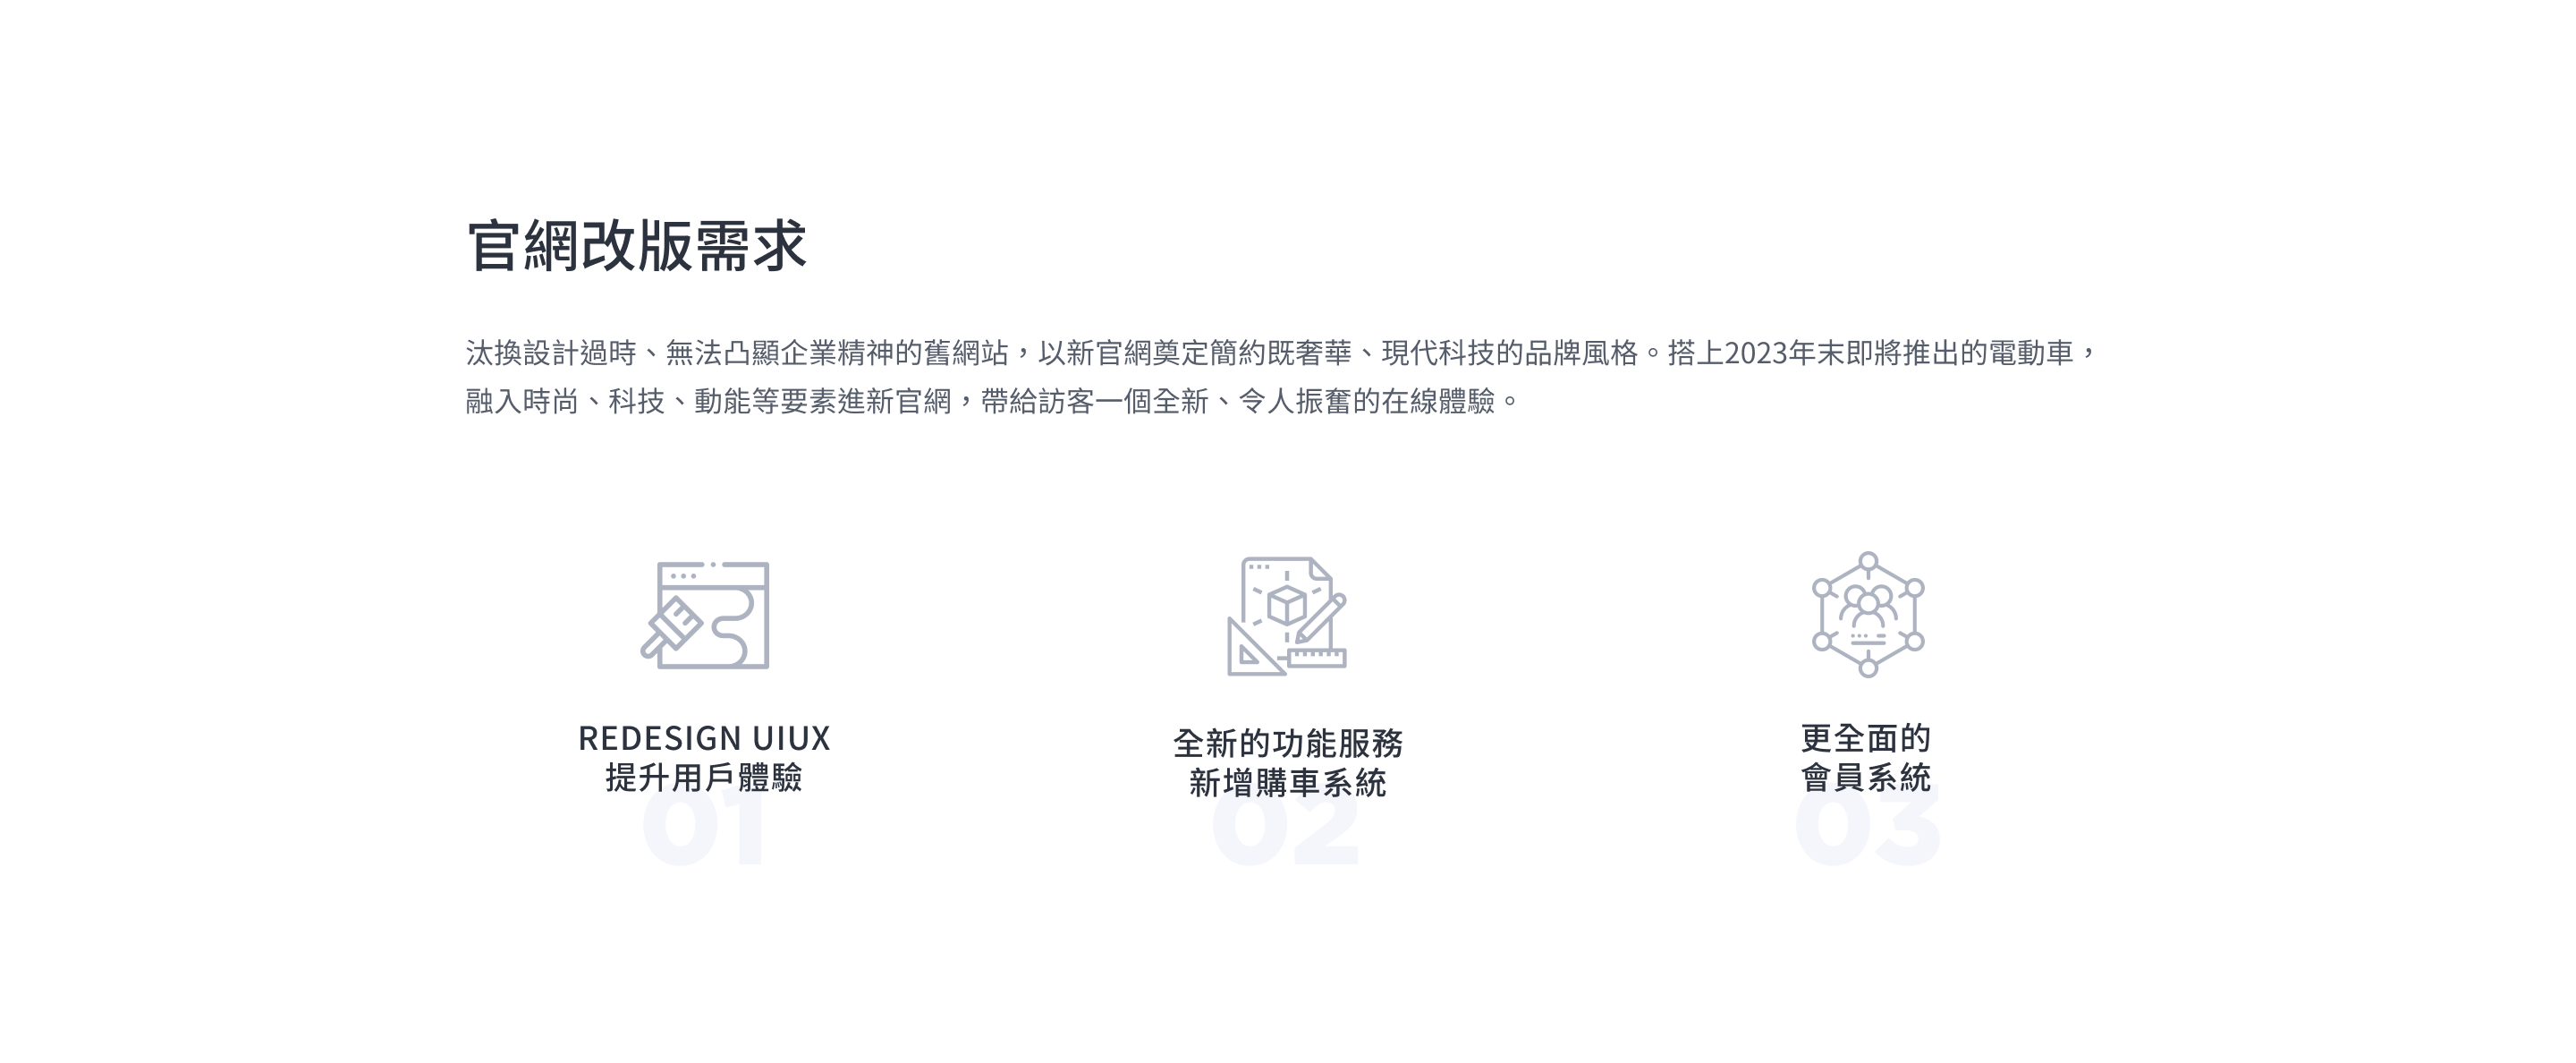 官網改版需求
汰換設計過時、無法凸顯企業精神的舊網站，以新官網奠定簡約既奢華、現代科技的品牌風格。搭上2023年末即將推出的電動車，
融入時尚、科技、動能等要素進新官網，帶給訪客一個全新、令人振奮的在線體驗。
REDESIGN UIUX
提升用戶體驗
01
全新的功能服務
新增購車系統
02
更全面的
會員系統
03